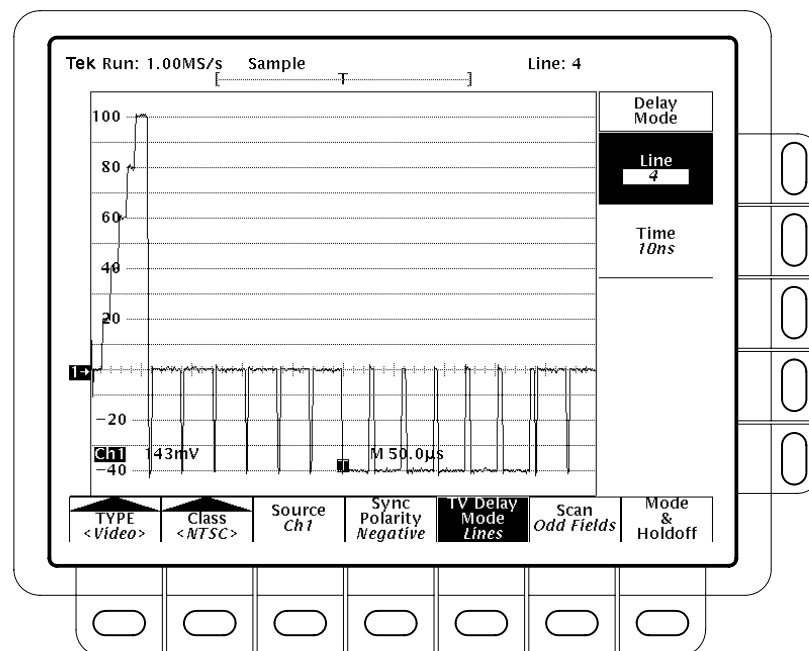 Tek Run: 1.00MS/s Sample Line: 4
[ T ]
Delay Mode
100
Line
4
80
60
Time
10ns
40
20
1→
−20
Ch1 143mV M 50.0µs
−40 T
TYPE
<Video>
Class
<NTSC>
Source
Ch1
Sync
Polarity
Negative
TV Delay
Mode
Lines
Scan
Odd Fields
Mode
&
Holdoff